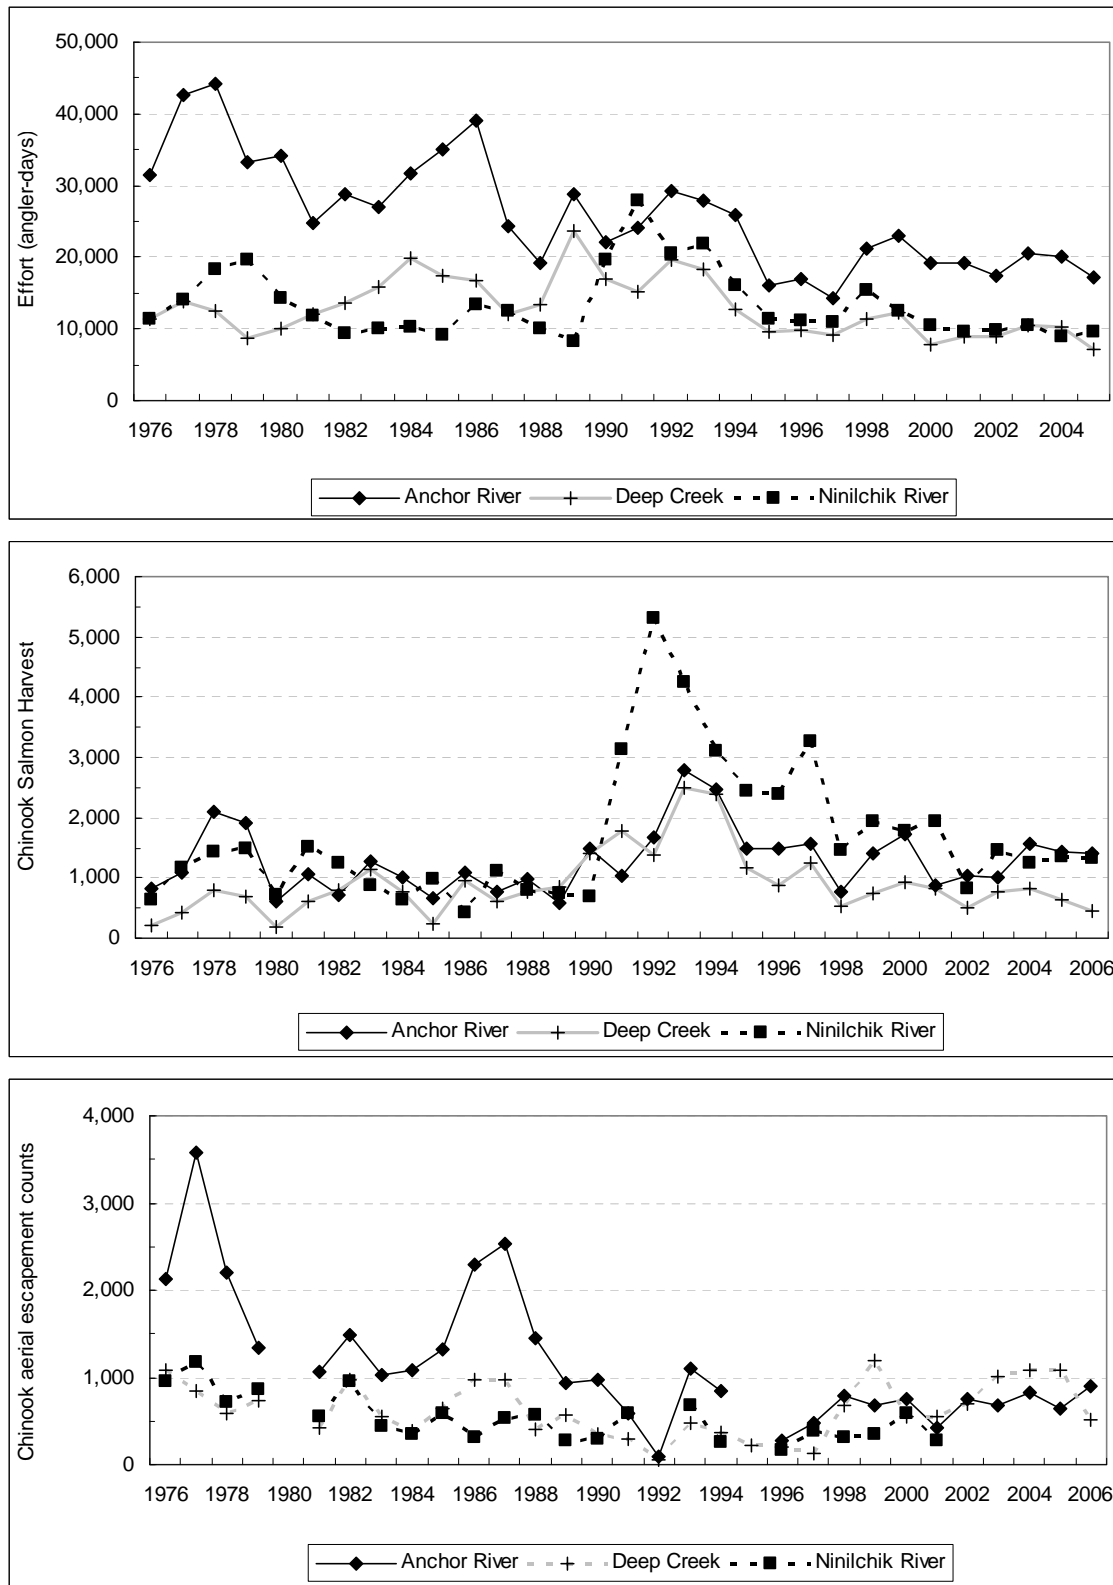 Effort (angler-days)
50,000
40,000
30,000
20,000
10,000
0
1976 1978 1980 1982 1984 1986 1988 1990 1992 1994 1996 1998 2000 2002 2004
Anchor River Deep Creek Ninilchik River
Chinook Salmon Harvest
6,000
5,000
4,000
3,000
2,000
1,000
0
1976 1978 1980 1982 1984 1986 1988 1990 1992 1994 1996 1998 2000 2002 2004 2006
Anchor River Deep Creek Ninilchik River
Chinook aerial escapement counts
4,000
3,000
2,000
1,000
0
1976 1978 1980 1982 1984 1986 1988 1990 1992 1994 1996 1998 2000 2002 2004 2006
Anchor River Deep Creek Ninilchik River